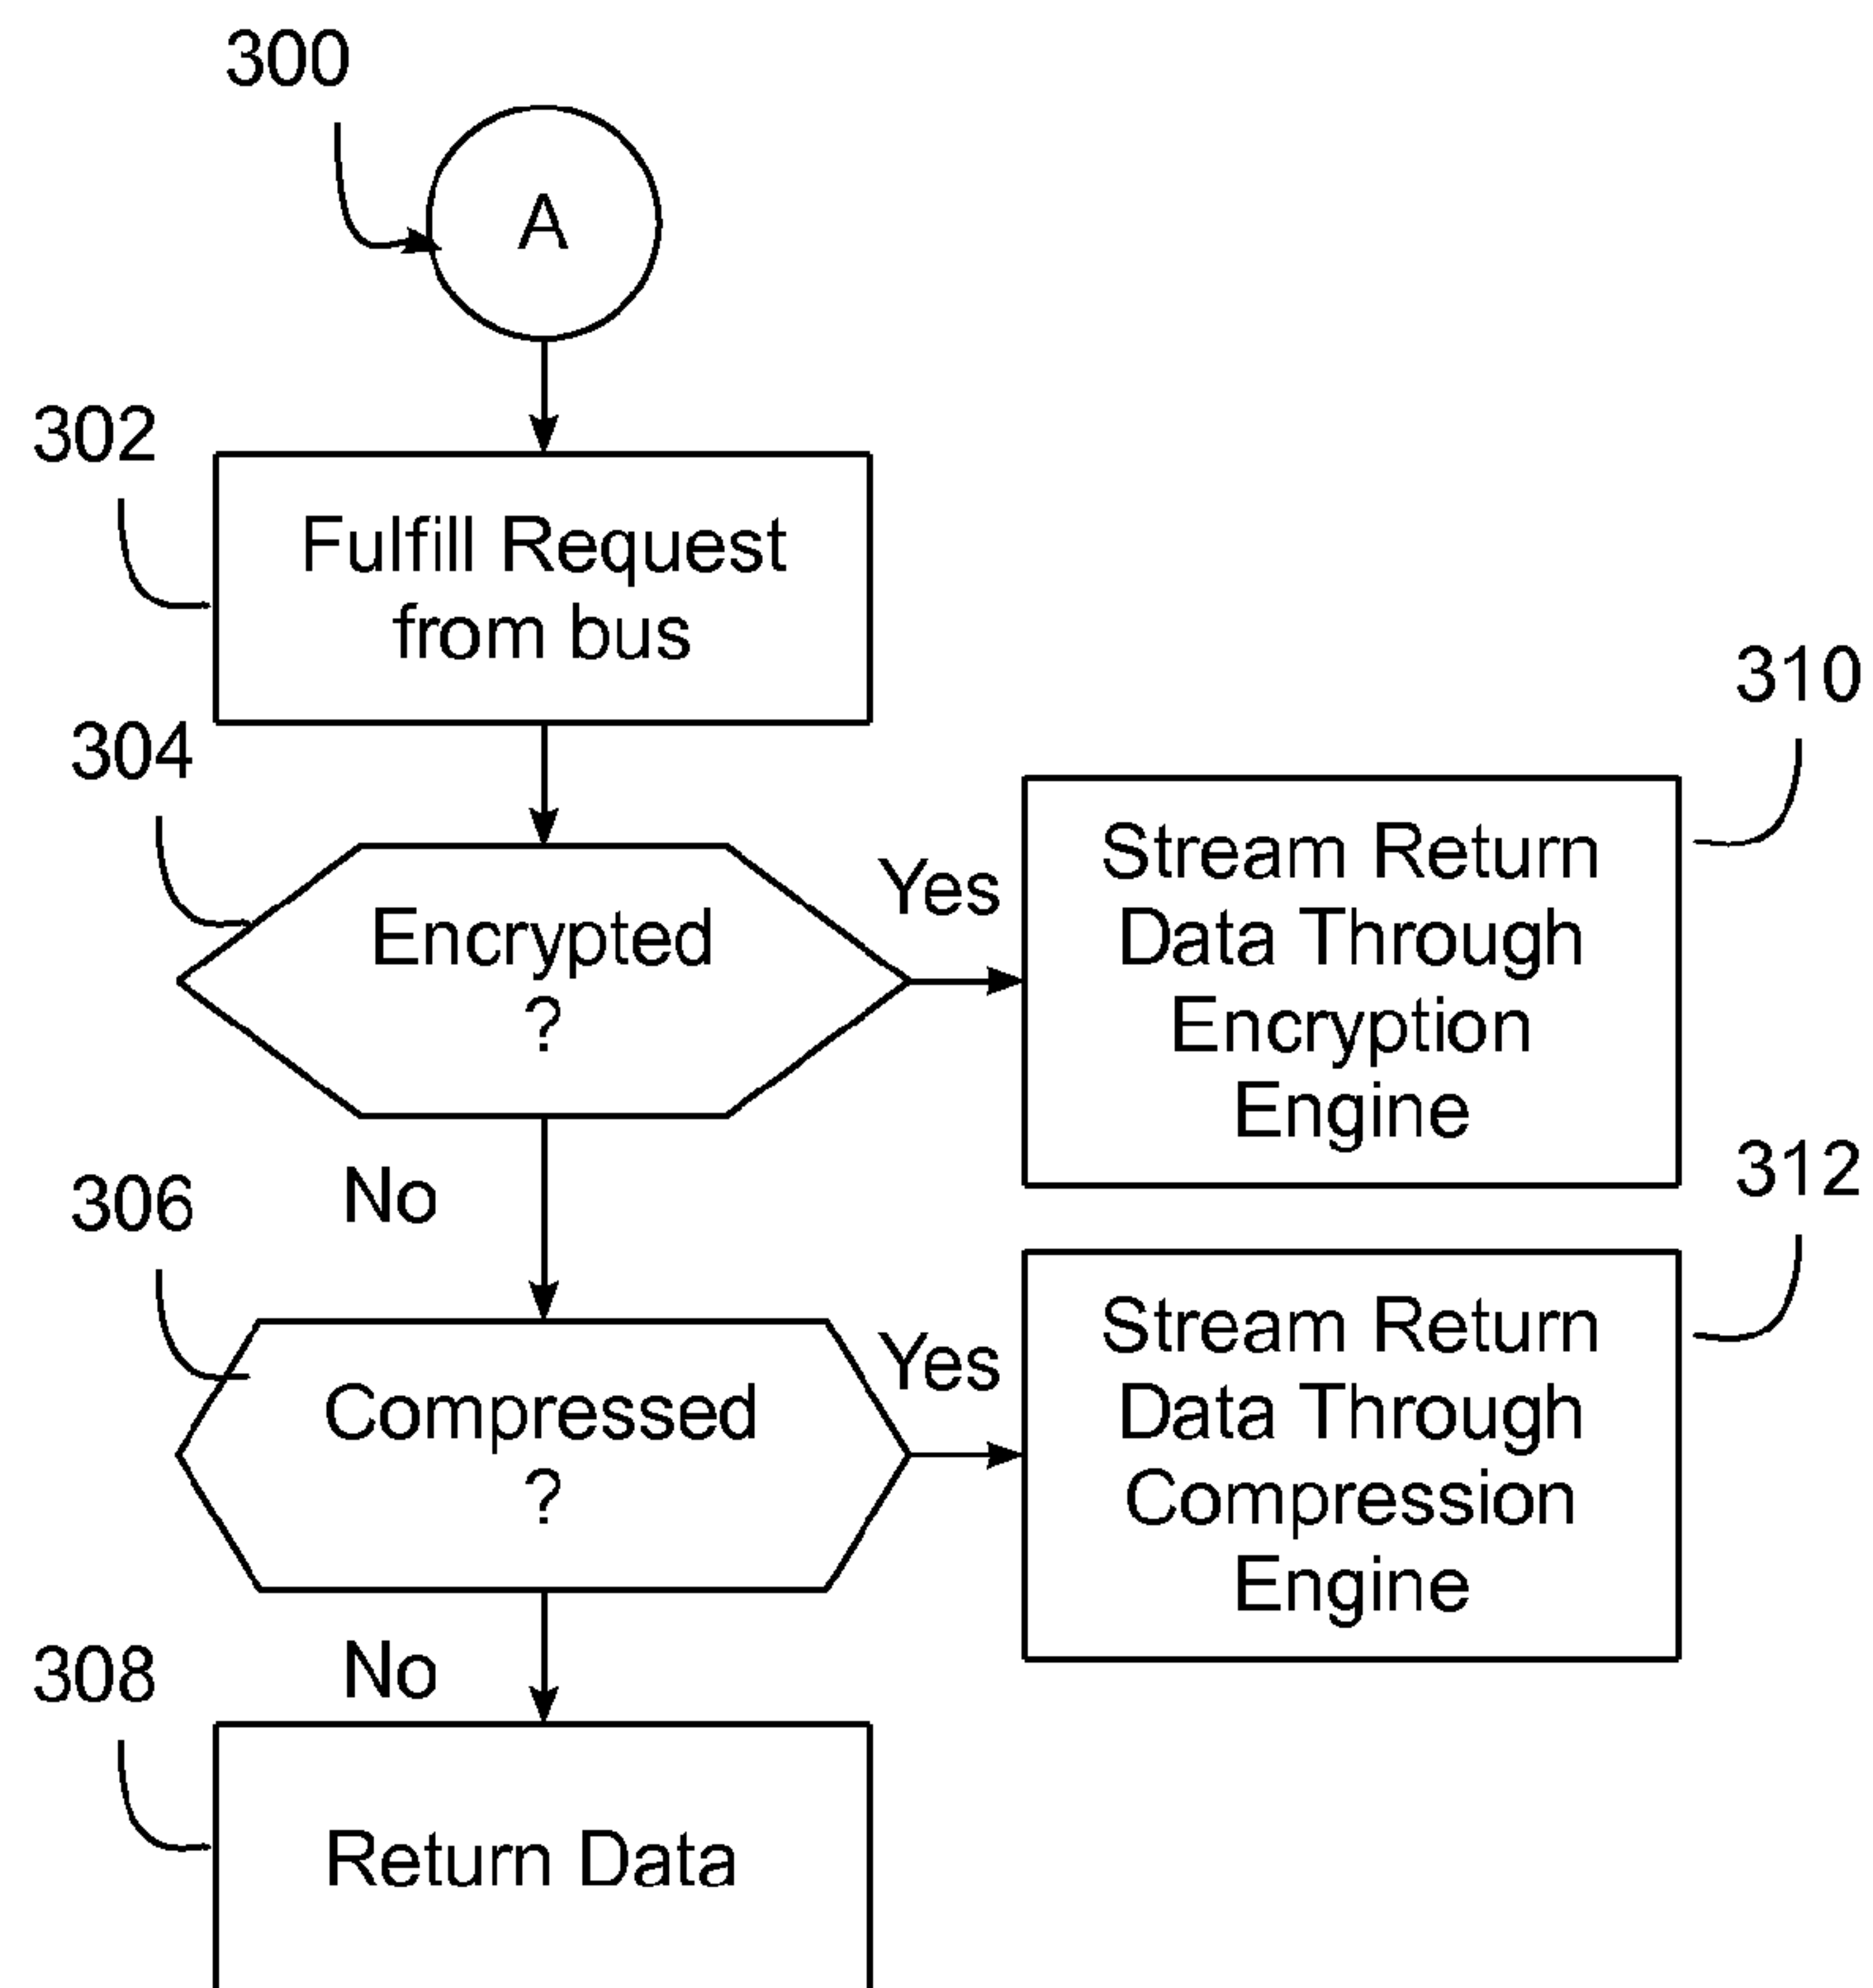 300
A
302
Fulfill Request
from bus
304
Encrypted
?
Yes
310
Stream Return
Data Through
Encryption
Engine
No
306
Compressed
?
Yes
312
Stream Return
Data Through
Compression
Engine
No
308
Return Data